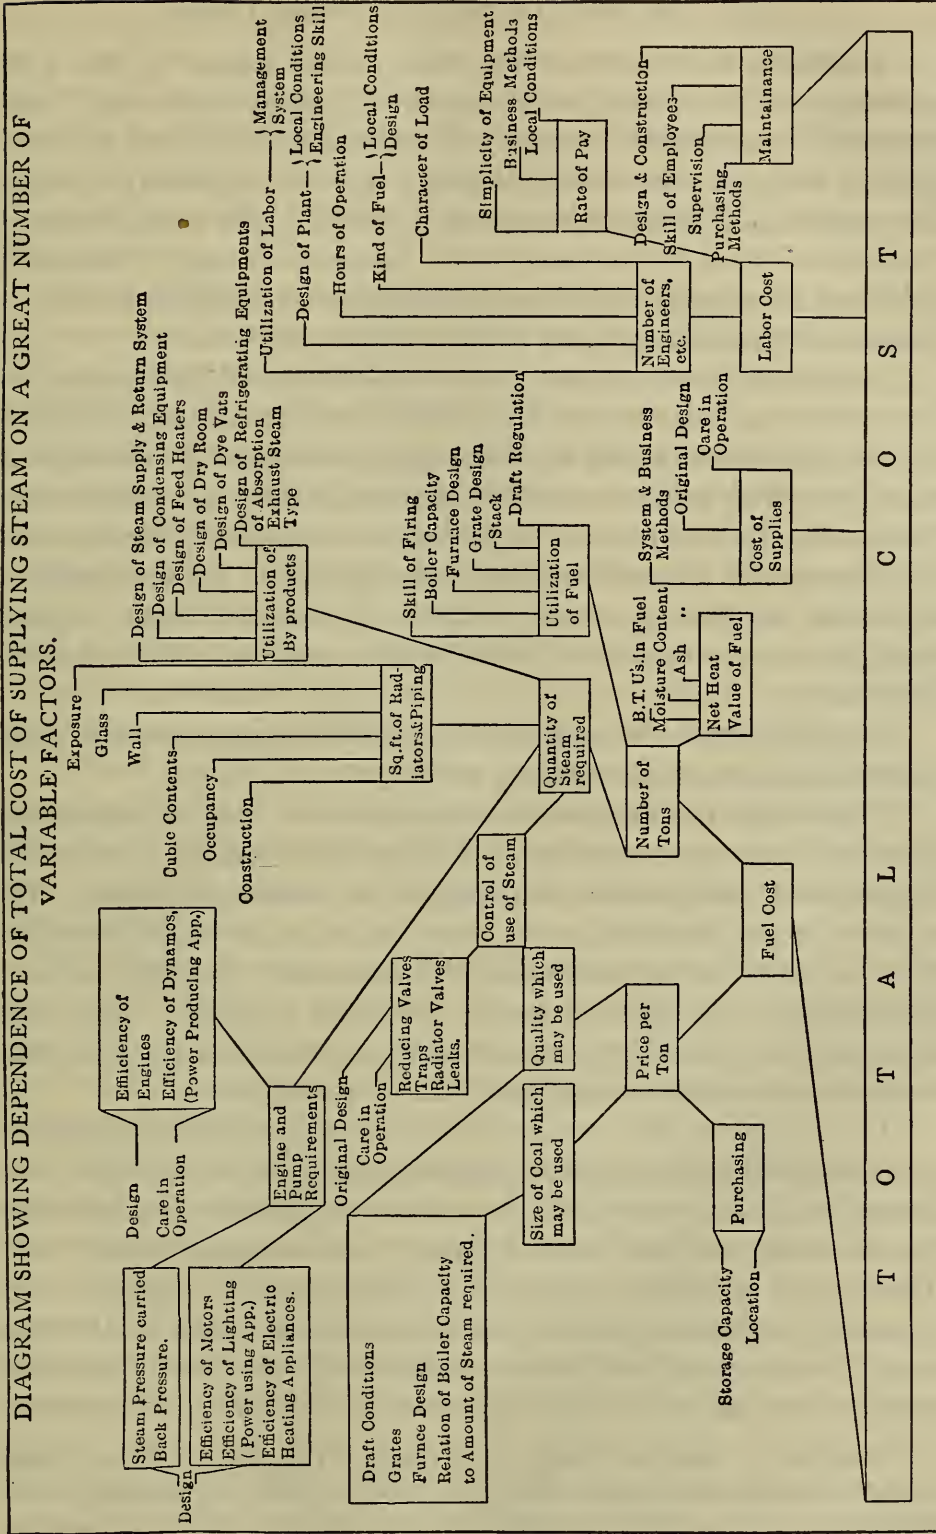 DIAGRAM SHOWING DEPENDENCE OF TOTAL COST OF SUPPLYING STEAM ON A GREAT NUMBER OF
VARIABLE FACTORS.
Steam Pressure carried
Back Pressure.
Efficiency of Motors
Efficiency of Lighting
(Power using App.)
Efficiency of Electric
Heating Appliances.
Design
Design
Care in
Operation
Efficiency of
Engines
Efficiency of Dynamos,
(Power Producing App.)
Engine and
Pump
Requirements
Exposure
Glass
Wall
Cubic Contents
Occupancy
Construction
Sq.ft.of Rad-
iators.&Piping
Design of Steam Supply & Return System
Design of Condensing Equipment
Design of Feed Heaters
Design of Dry Room
Design of Dye Vats
Design of Refrigerating Equipments
of Absorption
Exhaust Steam
Type
Utilization of
By products
Utilization of Labor
Management
System
Design of Plant
Local Conditions
Engineering Skill
Hours of Operation
Kind of Fuel
Local Conditions
Design
Character of Load
Number of
Engineers,
etc.
Simplicity of Equipment
Business Methods
Local Conditions
Rate of Pay
Original Design
Care in
Operation
Reducing Valves
Traps
Radiator Valves
Leaks.
Control of
use of Steam
Quantity of
Steam
required
Skill of Firing
Boiler Capacity
Furnace Design
Grate Design
Stack
Draft Regulation
Utilization
of Fuel
Draft Conditions
Grates
Furnce Design
Relation of Boiler Capacity
to Amount of Steam required.
Size of Coal which
may be used
Quality which
may be used
Price per
Ton
Number of
Tons
B.T.U's.in Fuel
Moisture Content
Ash "
Net Heat
Value of Fuel
System & Business
Methods
Original Design
Care in
Operation
Cost of
Supplies
Design & Construction
Skill of Employees
Supervision
Purchasing
Methods
Maintainance
Storage Capacity
Location
Purchasing
Fuel Cost
Labor Cost
TOTAL COST